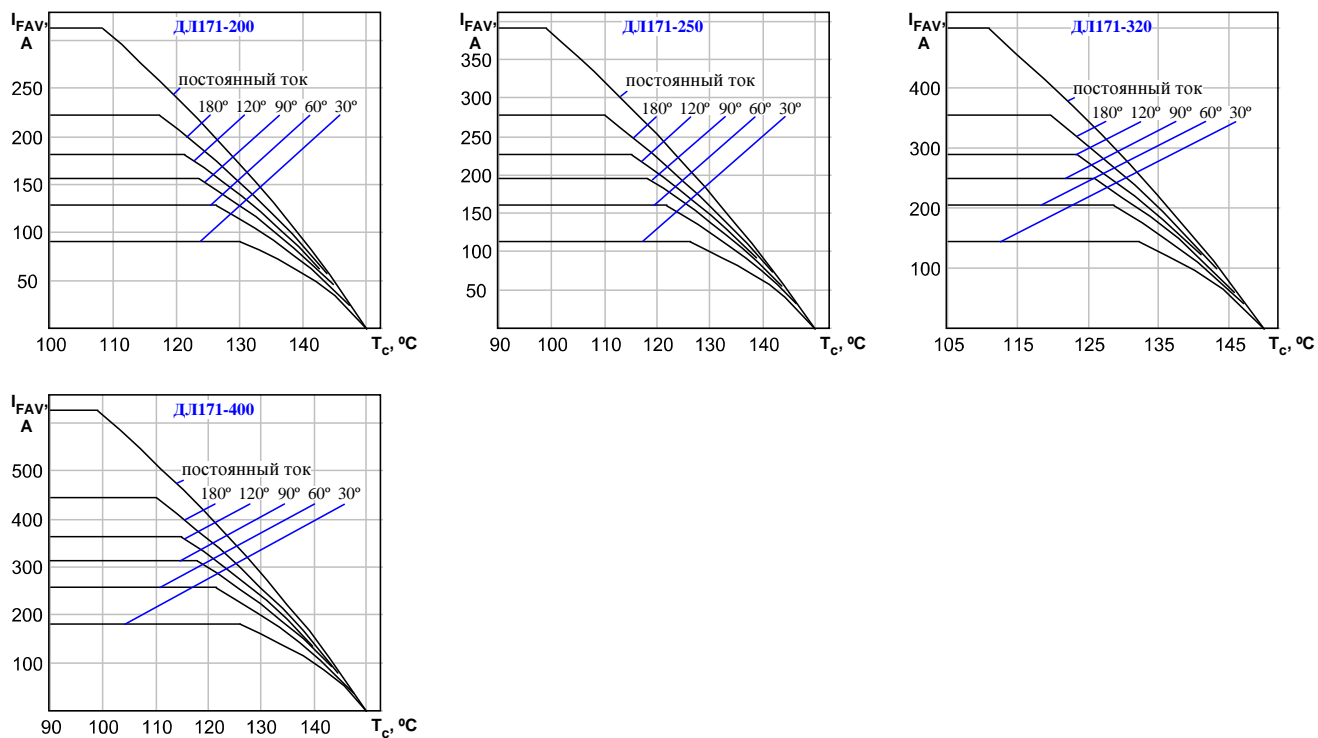 I_FAV, A
ДЛ171-200
постоянный ток
180º 120º 90º 60º 30º
250
200
150
100
50
100 110 120 130 140 T_c, ºC
I_FAV, A
ДЛ171-250
постоянный ток
180º 120º 90º 60º 30º
350
300
250
200
150
100
50
90 100 110 120 130 140 T_c, ºC
I_FAV, A
ДЛ171-320
постоянный ток
180º 120º 90º 60º 30º
400
300
200
100
105 115 125 135 145 T_c, ºC
I_FAV, A
ДЛ171-400
постоянный ток
180º 120º 90º 60º 30º
500
400
300
200
100
90 100 110 120 130 140 T_c, ºC